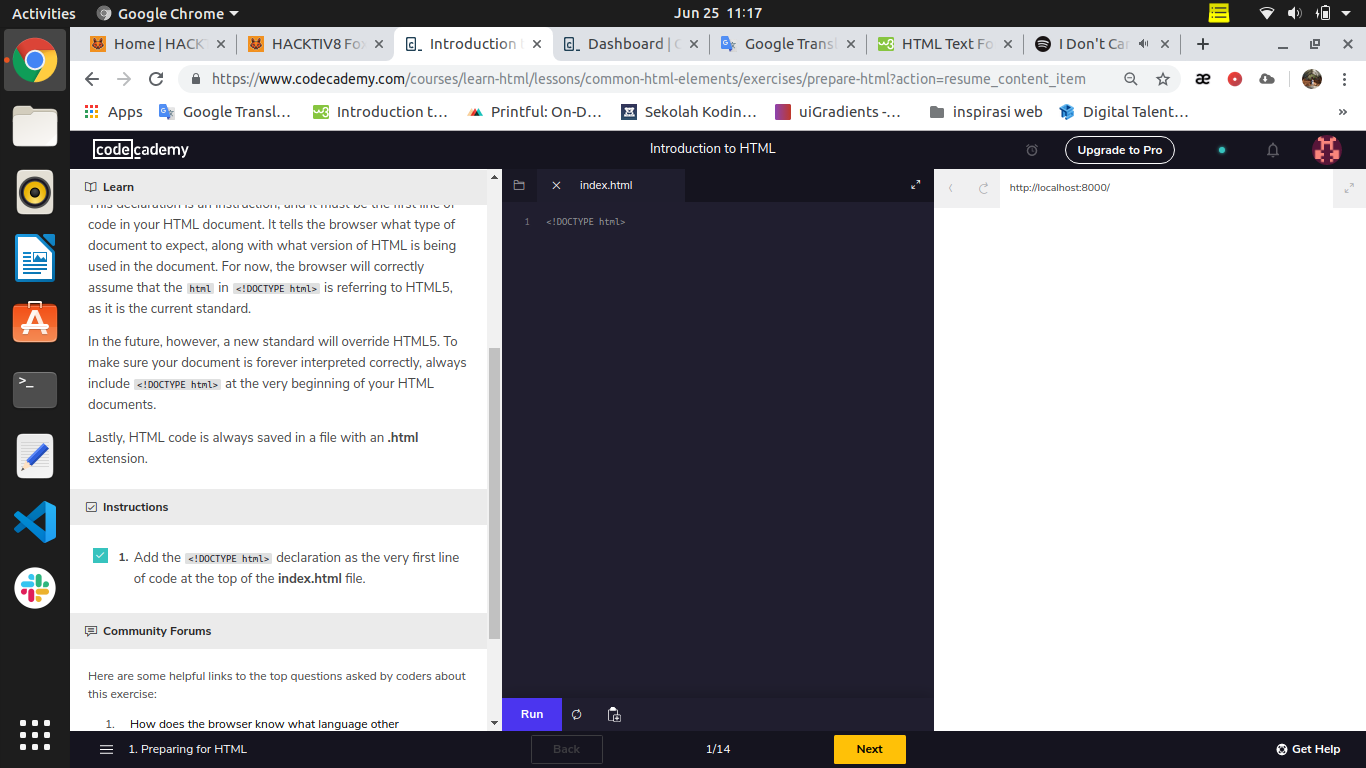 Activities
Google Chrome
Jun 25 11:17
Home | HACK
HACKTIV8 Fo
Introduction
Dashboard |
Google Trans
HTML Text Fo
I Don't Car
https://www.codecademy.com/courses/learn-html/lessons/common-html-elements/exercises/prepare-html?action=resume_content_item
Apps
Google Transl...
Introduction t...
Printful: On-D...
Sekolah Kodin...
uiGradients -...
inspirasi web
Digital Talent...
»
codecademy
Introduction to HTML
Upgrade to Pro
Learn
This declaration is an instruction, and it must be the first line of
code in your HTML document. It tells the browser what type of
document to expect, along with what version of HTML is being
used in the document. For now, the browser will correctly
assume that the html in <!DOCTYPE html> is referring to HTML5,
as it is the current standard.
In the future, however, a new standard will override HTML5. To
make sure your document is forever interpreted correctly, always
include <!DOCTYPE html> at the very beginning of your HTML
documents.
Lastly, HTML code is always saved in a file with an .html
extension.
Instructions
1. Add the <!DOCTYPE html> declaration as the very first line
of code at the top of the index.html file.
Community Forums
Here are some helpful links to the top questions asked by coders about
this exercise:
1. How does the browser know what language other
index.html
1 <!DOCTYPE html>
Run
http://localhost:8000/
1. Preparing for HTML
Back
1/14
Next
Get Help